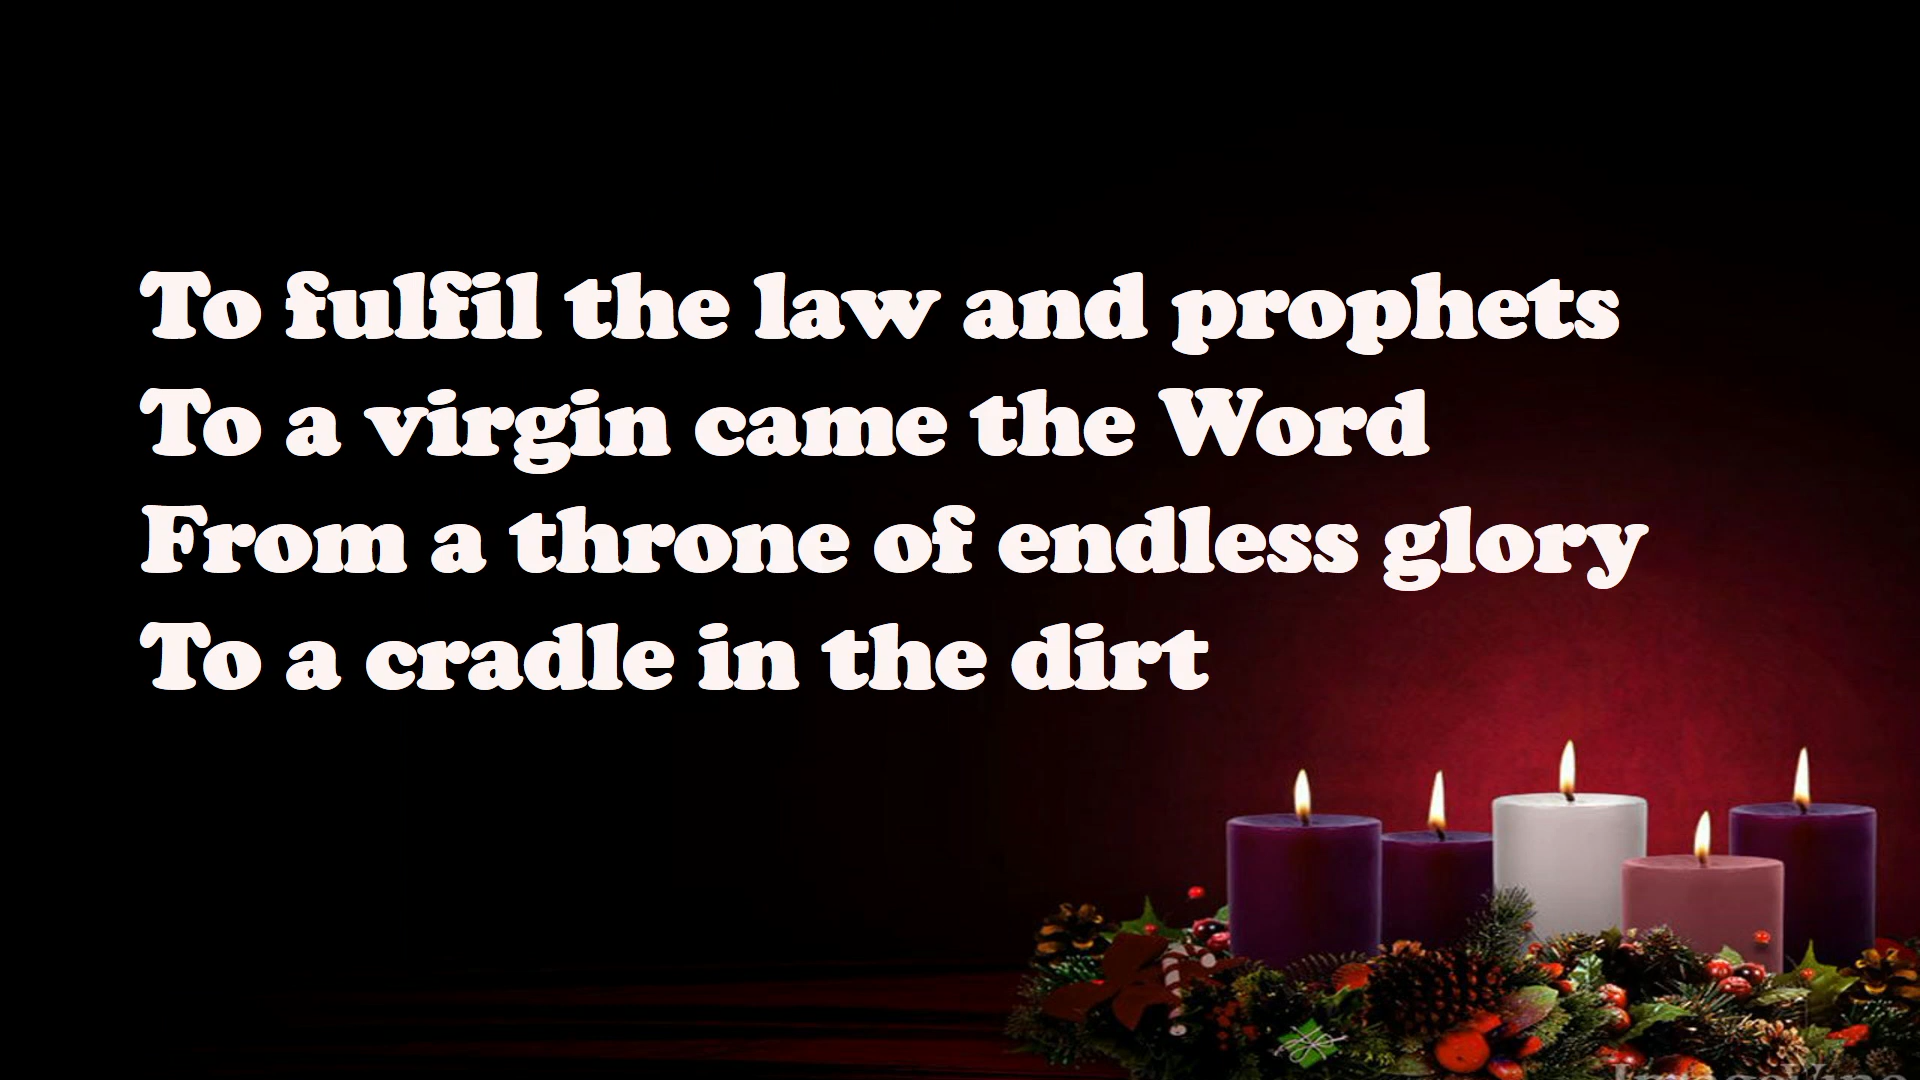 To fulfil the law and prophets
To a virgin came the Word
From a throne of endless glory
To a cradle in the dirt